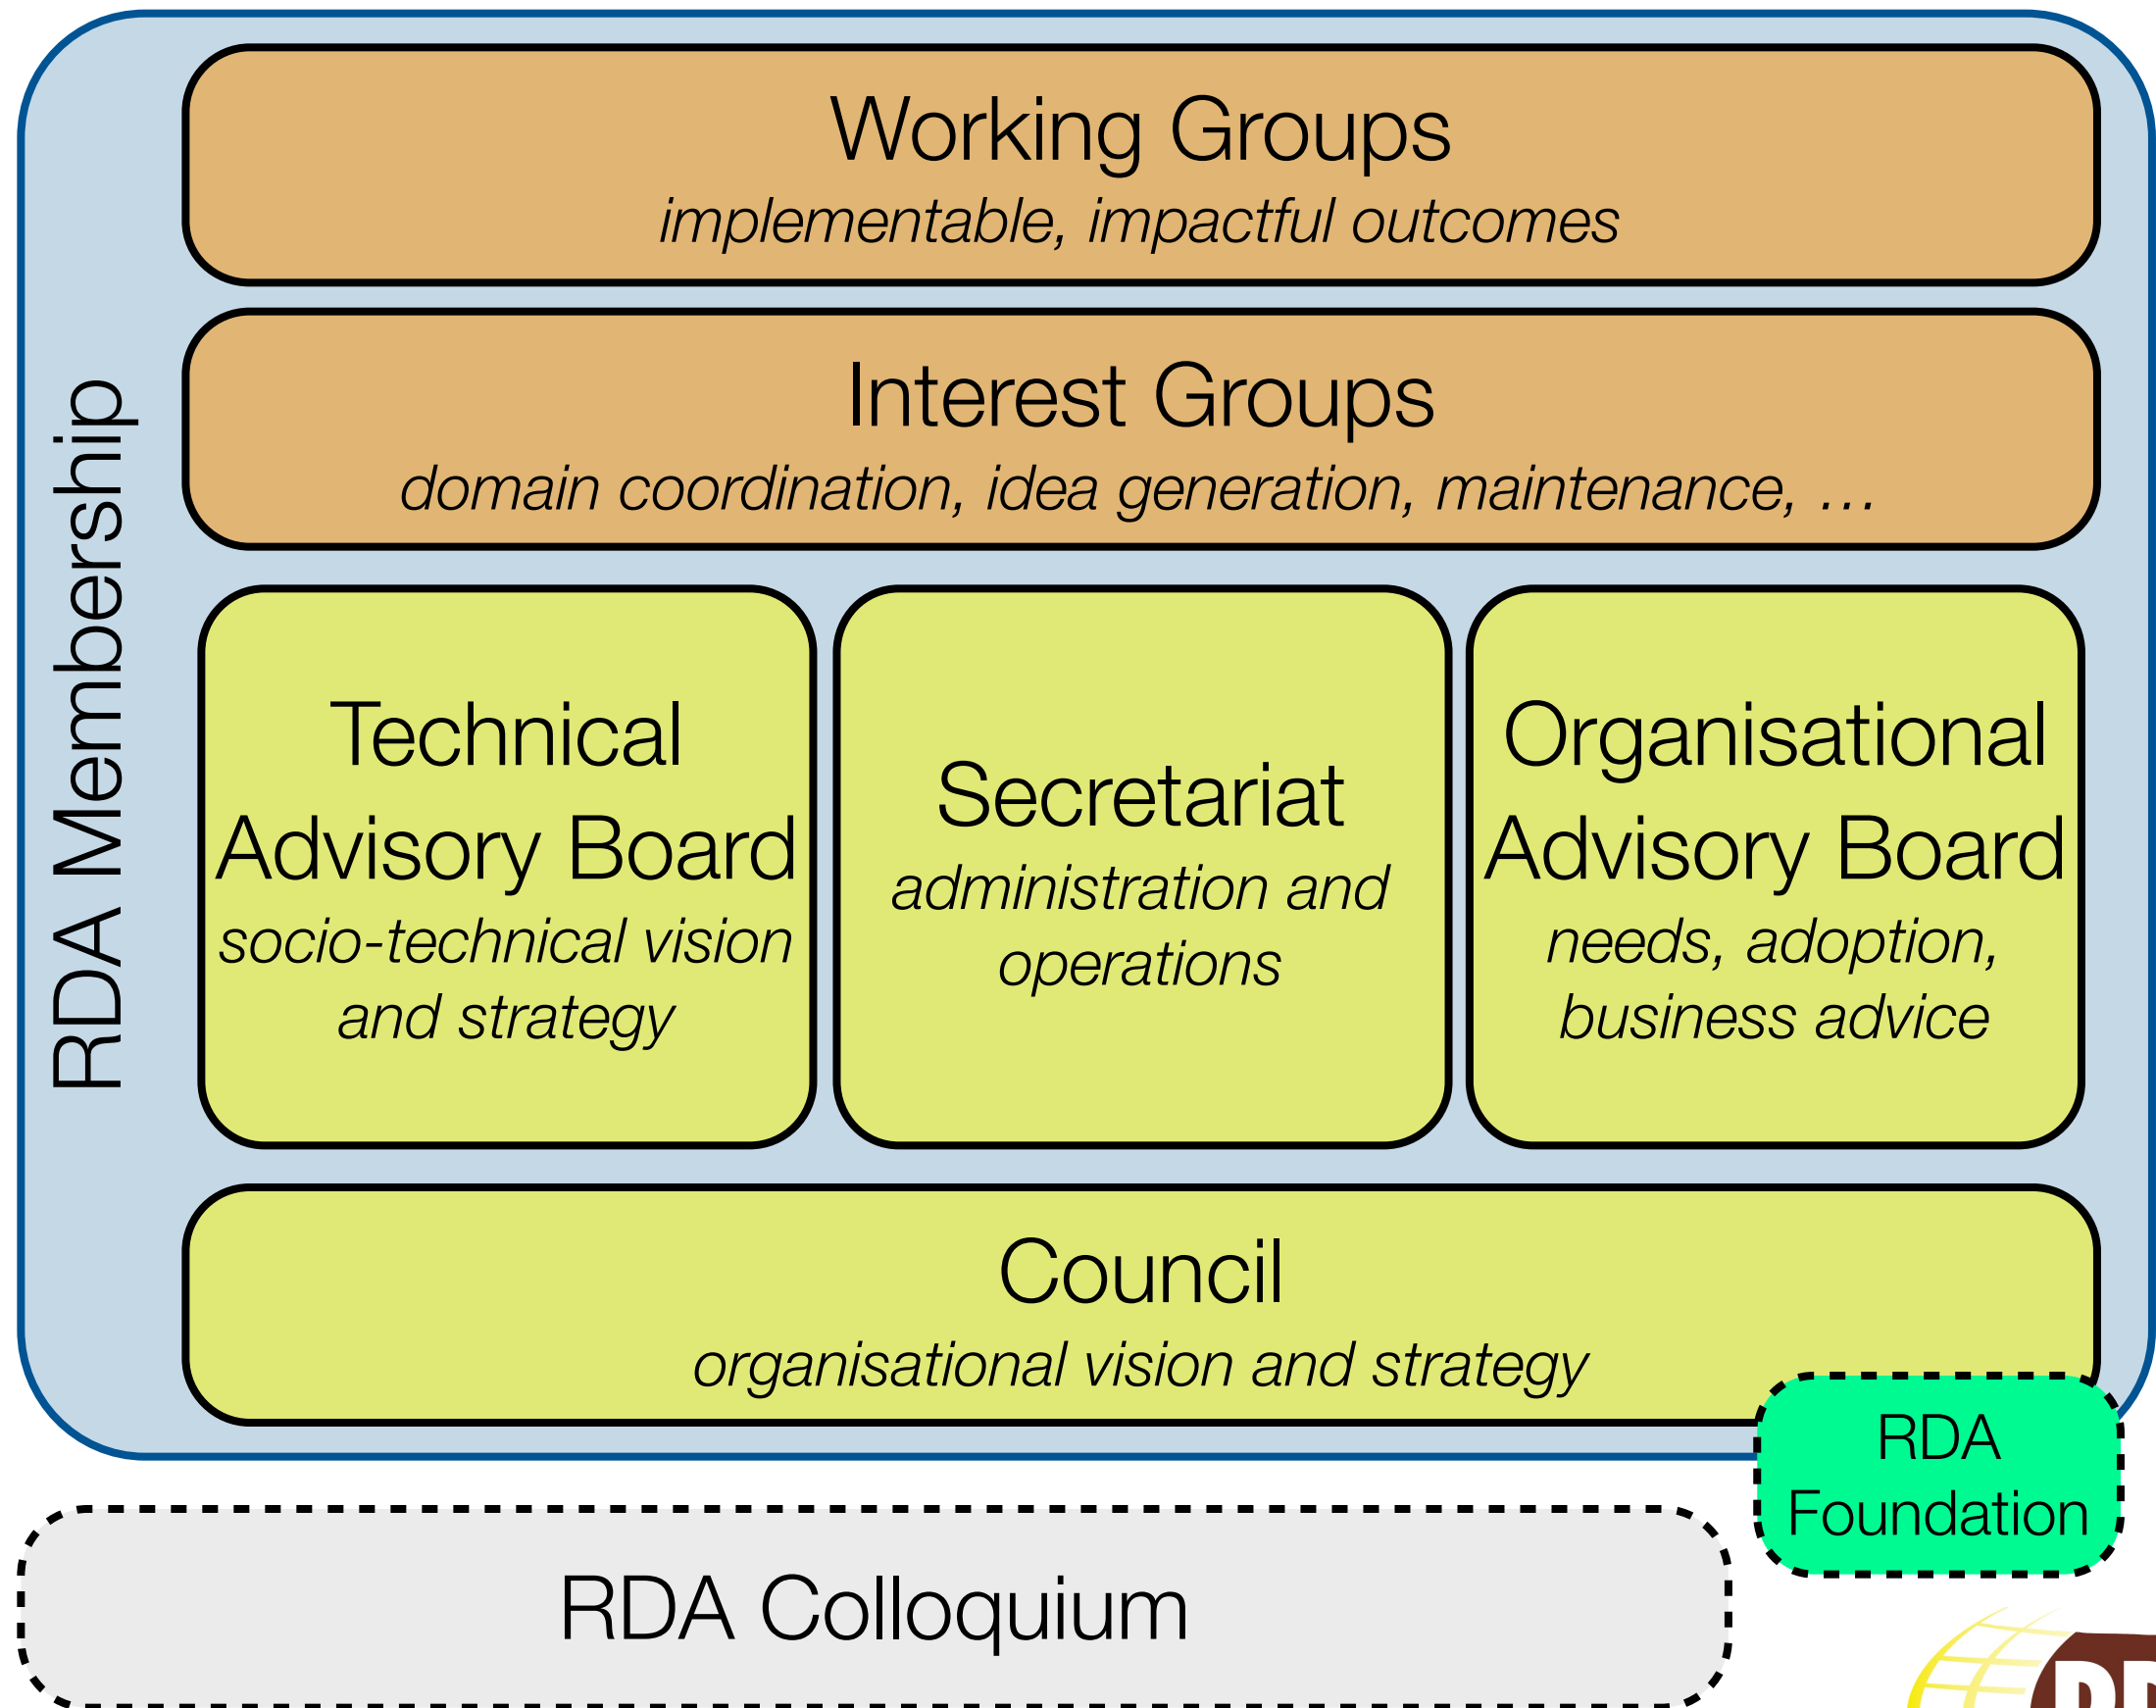 RDA Membership
Working Groups
implementable, impactful outcomes
Interest Groups
domain coordination, idea generation, maintenance, …
Technical
Advisory Board
socio-technical vision
and strategy
Secretariat
administration and
operations
Organisational
Advisory Board
needs, adoption,
business advice
Council
organisational vision and strategy
RDA
Foundation
RDA Colloquium